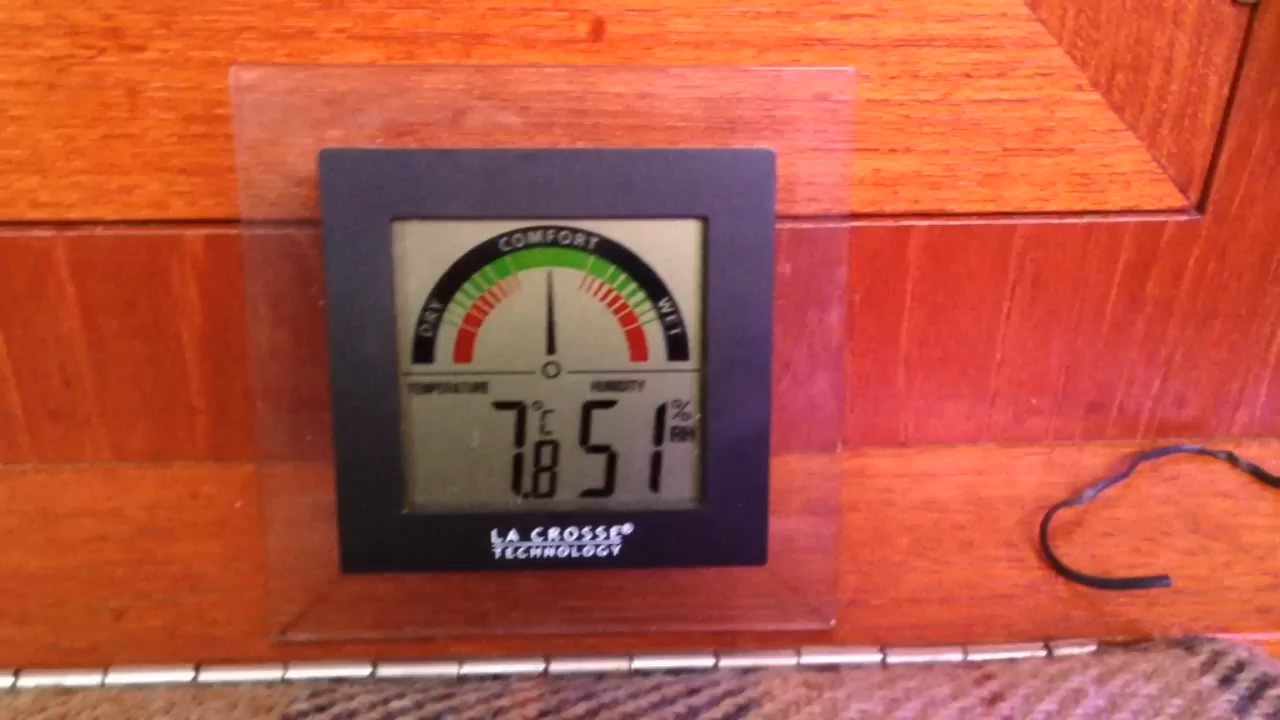 COMFORT
DRY
WET
TEMPERATURE HUMIDITY
7.8 °C 51 % RH
LA CROSSE®
TECHNOLOGY